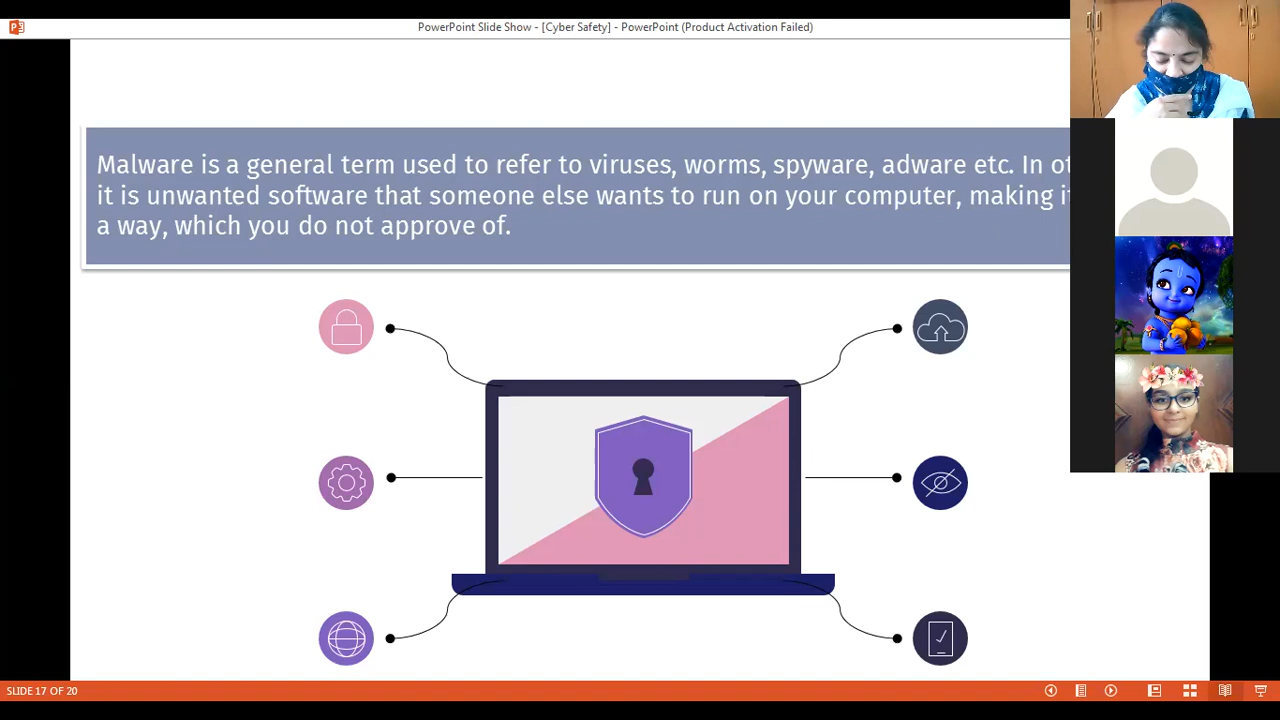 PowerPoint Slide Show - [Cyber Safety] - PowerPoint (Product Activation Failed)
Malware is a general term used to refer to viruses, worms, spyware, adware etc. In
it is unwanted software that someone else wants to run on your computer, making
a way, which you do not approve of.
SLIDE 17 OF 20